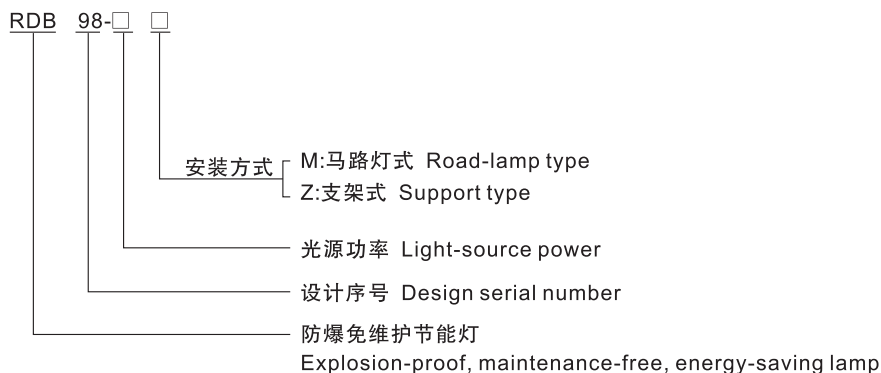 RDB 98-□ □
安装方式
M:马路灯式 Road-lamp type
Z:支架式 Support type
光源功率 Light-source power
设计序号 Design serial number
防爆免维护节能灯
Explosion-proof, maintenance-free, energy-saving lamp